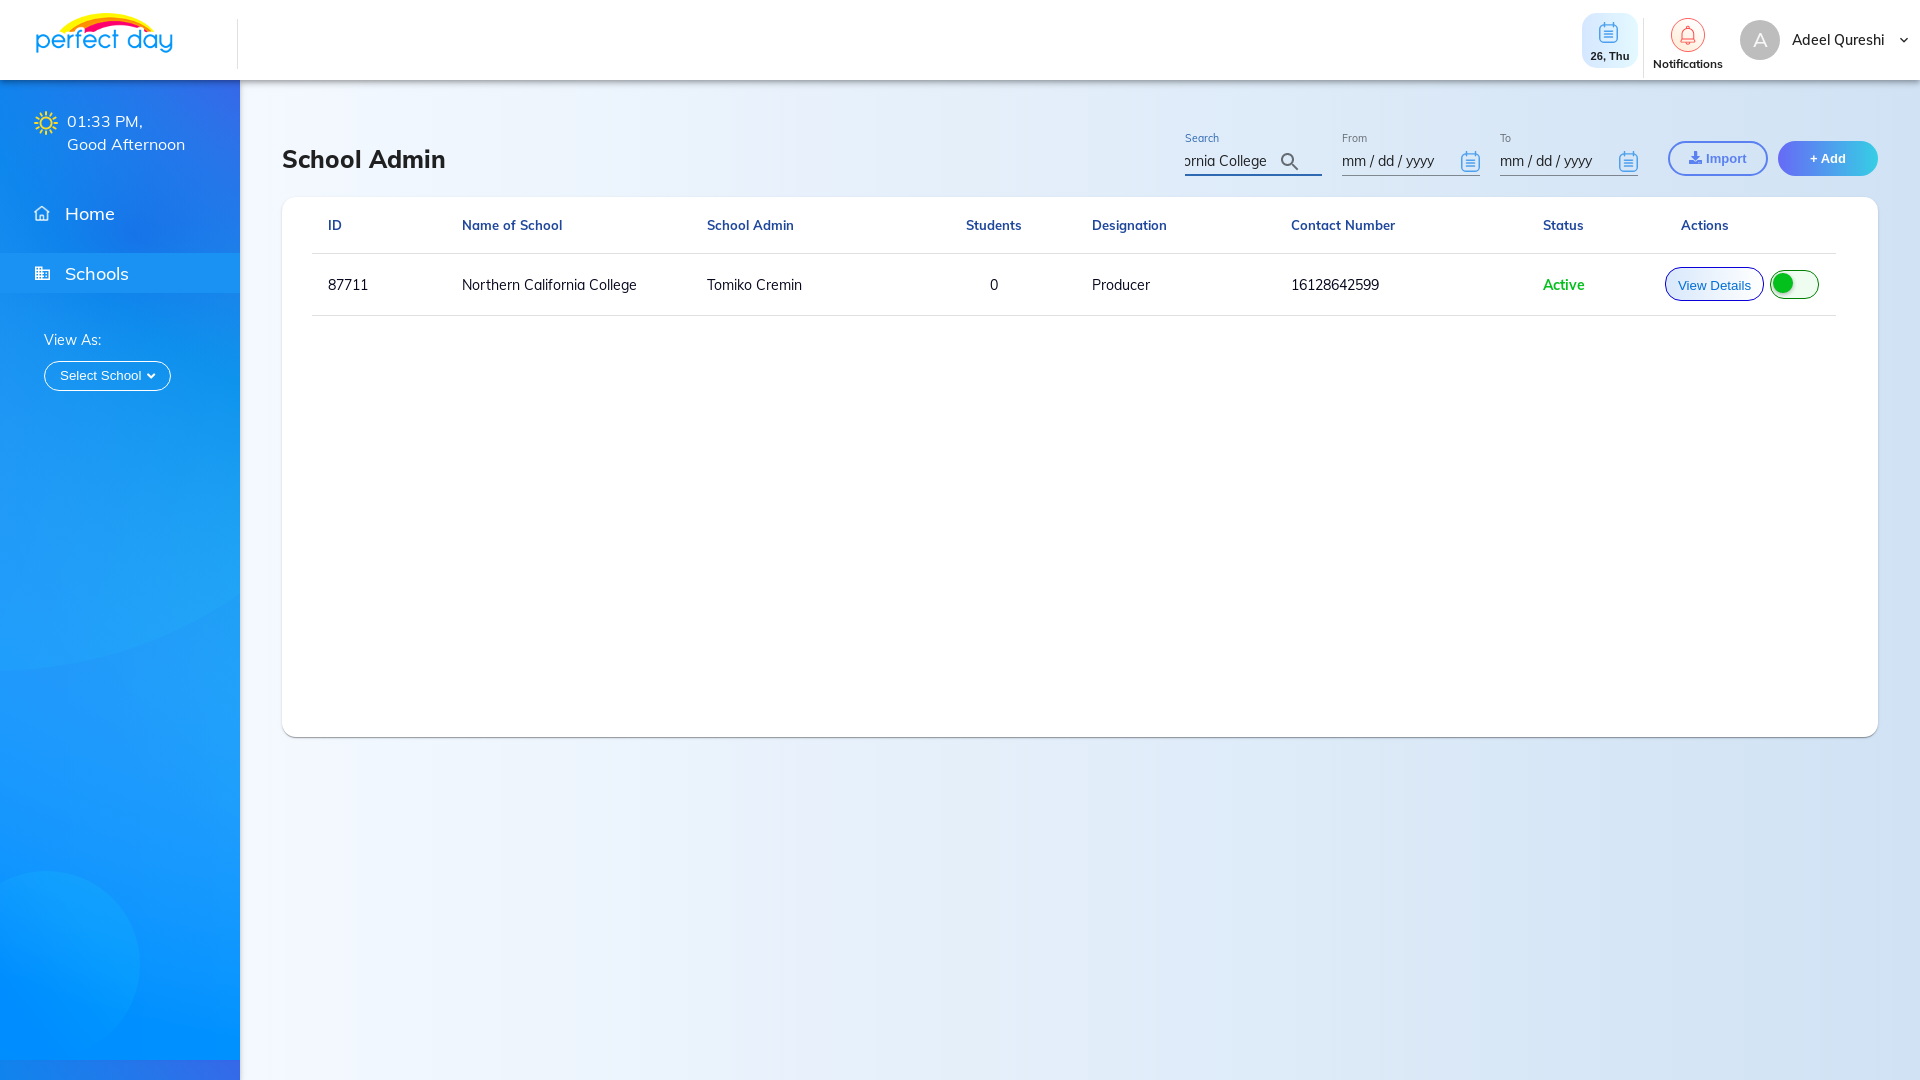 perfect day
26, Thu
Notifications
A
Adeel Qureshi
01:33 PM,
Good Afternoon
Home
Schools
View As:
Select School
School Admin
Search
ornia College
From
mm / dd / yyyy
To
mm / dd / yyyy
Import
+ Add
ID Name of School School Admin Students Designation Contact Number Status Actions
87711 Northern California College Tomiko Cremin 0 Producer 16128642599 Active View Details